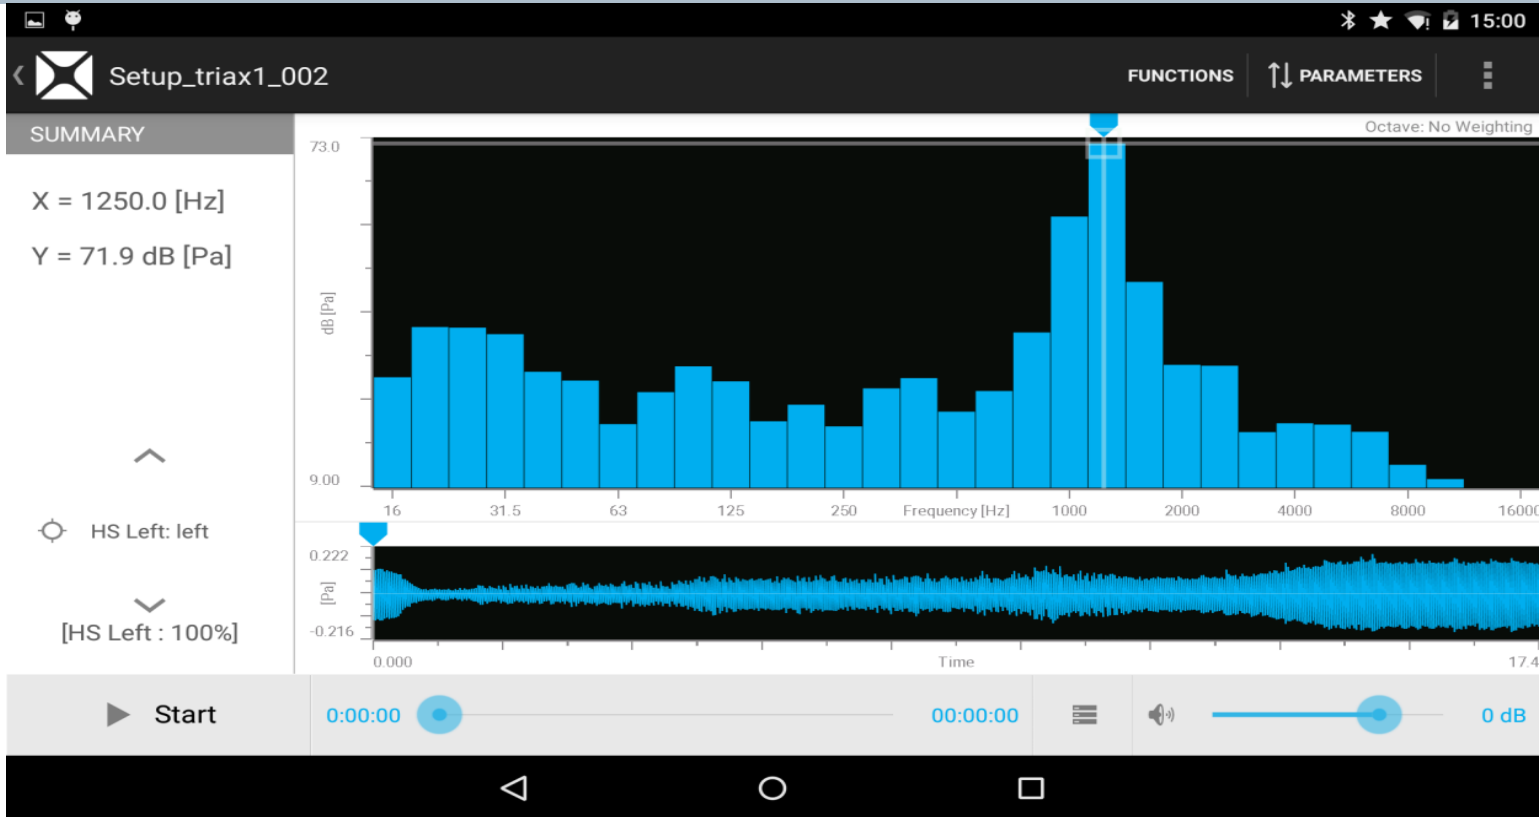 15:00
Setup_triax1_002
FUNCTIONS
PARAMETERS
SUMMARY
Octave: No Weighting
X = 1250.0 [Hz]
Y = 71.9 dB [Pa]
HS Left: left
[HS Left : 100%]
73.0
dB [Pa]
9.00
16 31.5 63 125 250 Frequency [Hz] 1000 2000 4000 8000 16000
0.222
[Pa]
-0.216
0.000 Time 17.4
Start
0:00:00
00:00:00
0 dB